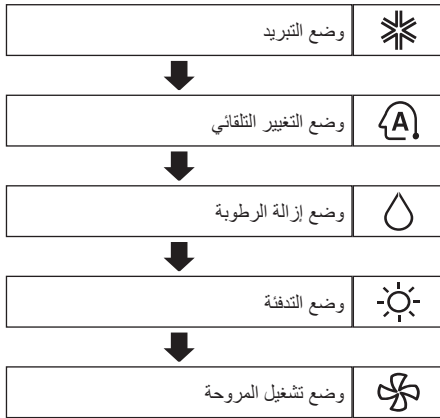 وضع التبريد
وضع التغيير التلقائي
A
وضع إزالة الرطوبة
وضع التدفئة
وضع تشغيل المروحة